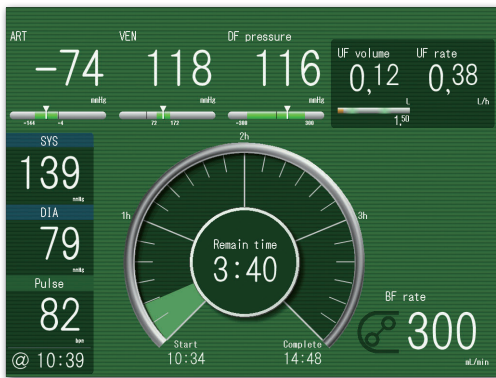 ART VEN DF pressure
-74 118 116
mmHg mmHg mmHg
UF volume UF rate
0,12 0,38
L L/h
1,50
-144 -4 72 172 -300 300
SYS
139
mmHg
DIA
79
mmHg
Pulse
82
bpm
@ 10:39
2h
1h 3h
Remain time
3:40
Start Complete
10:34 14:48
BF rate
300
mL/min